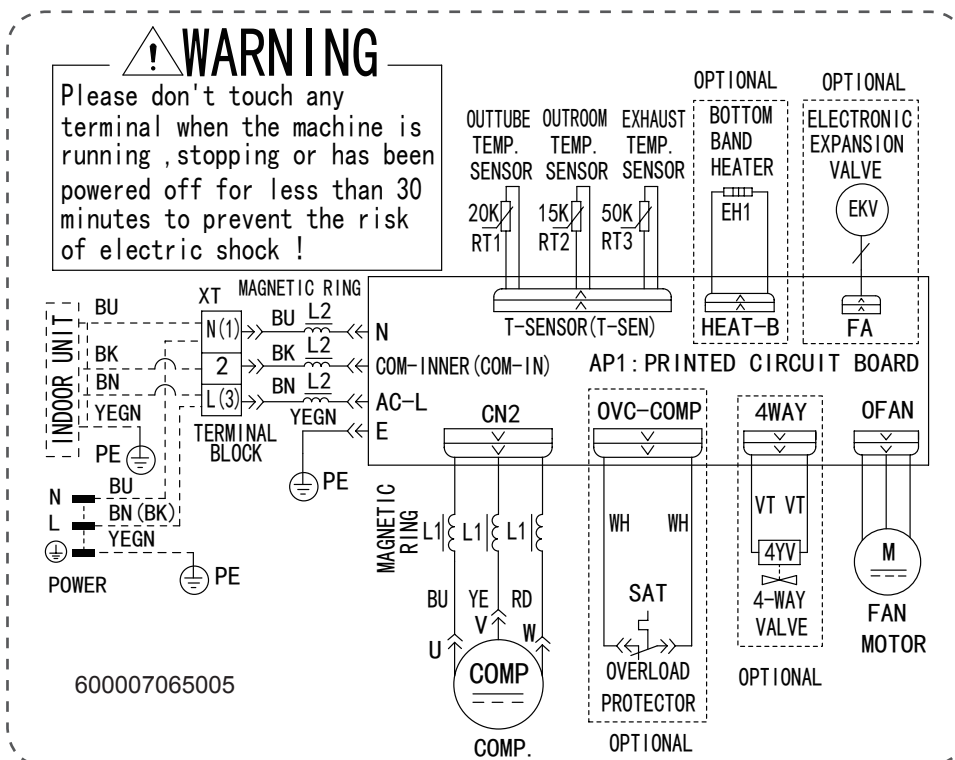 WARNING
Please don't touch any
terminal when the machine is
running ,stopping or has been
powered off for less than 30
minutes to prevent the risk
of electric shock !
OPTIONAL
OPTIONAL
OUTTUBE
TEMP.
SENSOR
OUTROOM
TEMP.
SENSOR
EXHAUST
TEMP.
SENSOR
BOTTOM
BAND
HEATER
ELECTRONIC
EXPANSION
VALVE
20K
RT1
15K
RT2
50K
RT3
EH1
EKV
T-SENSOR(T-SEN)
HEAT-B
FA
INDOOR UNIT
BU
BK
BN
YEGN
PE
XT
N(1)
2
L(3)
TERMINAL
BLOCK
MAGNETIC RING
BU
L2
BK
L2
BN
L2
YEGN
PE
N
COM-INNER(COM-IN)
AC-L
E
AP1:PRINTED CIRCUIT BOARD
CN2
OVC-COMP
4WAY
OFAN
N
L
POWER
BU
BN(BK)
YEGN
PE
MAGNETIC
RING
L1
L1
L1
BU
YE
RD
U
V
W
COMP
COMP.
WH
WH
SAT
OVERLOAD
PROTECTOR
OPTIONAL
VT
VT
4YV
4-WAY
VALVE
OPTIONAL
M
FAN
MOTOR
600007065005